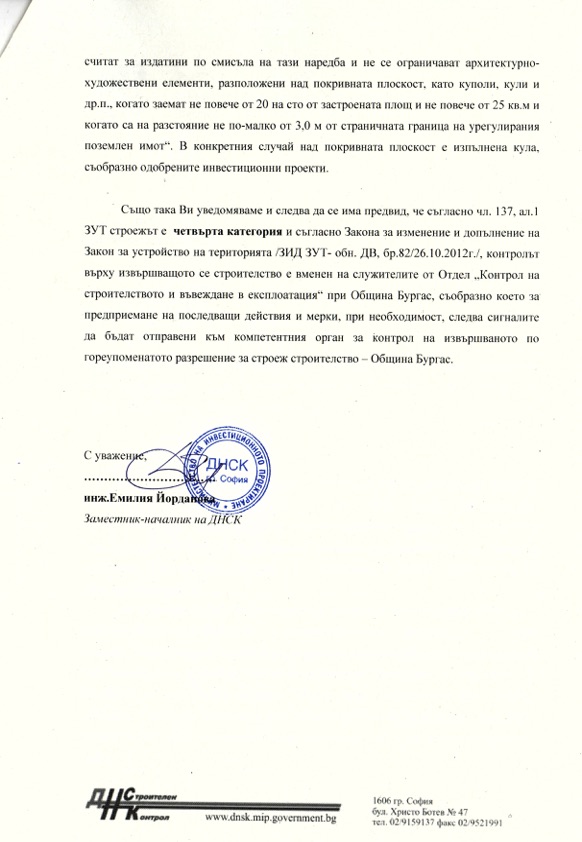 считат за издатини по смисъла на тази наредба и не се ограничават архитектурно-
художествени елементи, разположени над покривната плоскост, като куполи, кули и
др.п., когато заемат не повече от 20 на сто от застроената площ и не повече от 25 кв.м и
когато са на разстояние не по-малко от 3,0 м от страничната граница на урегулирания
поземлен имот“. В конкретния случай над покривната плоскост е изпълнена кула,
съобразно одобрените инвестиционни проекти.
Също така Ви уведомяваме и следва да се има предвид, че съгласно чл. 137, ал.1
ЗУТ строежът е четвърта категория и съгласно Закона за изменение и допълнение на
Закон за устройство на територията /ЗИД ЗУТ- обн. ДВ, бр.82/26.10.2012г./, контролът
върху извършващото се строителство е вменен на служителите от Отдел „Контрол на
строителството и въвеждане в експлоатация“ при Община Бургас, съобразно което за
предприемане на последващи действия и мерки, при необходимост, следва сигналите
да бъдат отправени към компетентния орган за контрол на извършваното по
гореупоменатото разрешение за строеж строителство – Община Бургас.
С уважение,
МИНИСТЕРСТВО НА ИНВЕСТИЦИОННОТО ПРОЕКТИРАНЕ
ДНСК
гр. София
инж.Емилия Йорданова
Заместник-началник на ДНСК
ДНСК
Строителен
Контрол
www.dnsk.mip.government.bg
1606 гр. София
бул. Христо Ботев № 47
тел. 02/9159137 факс 02/9521991